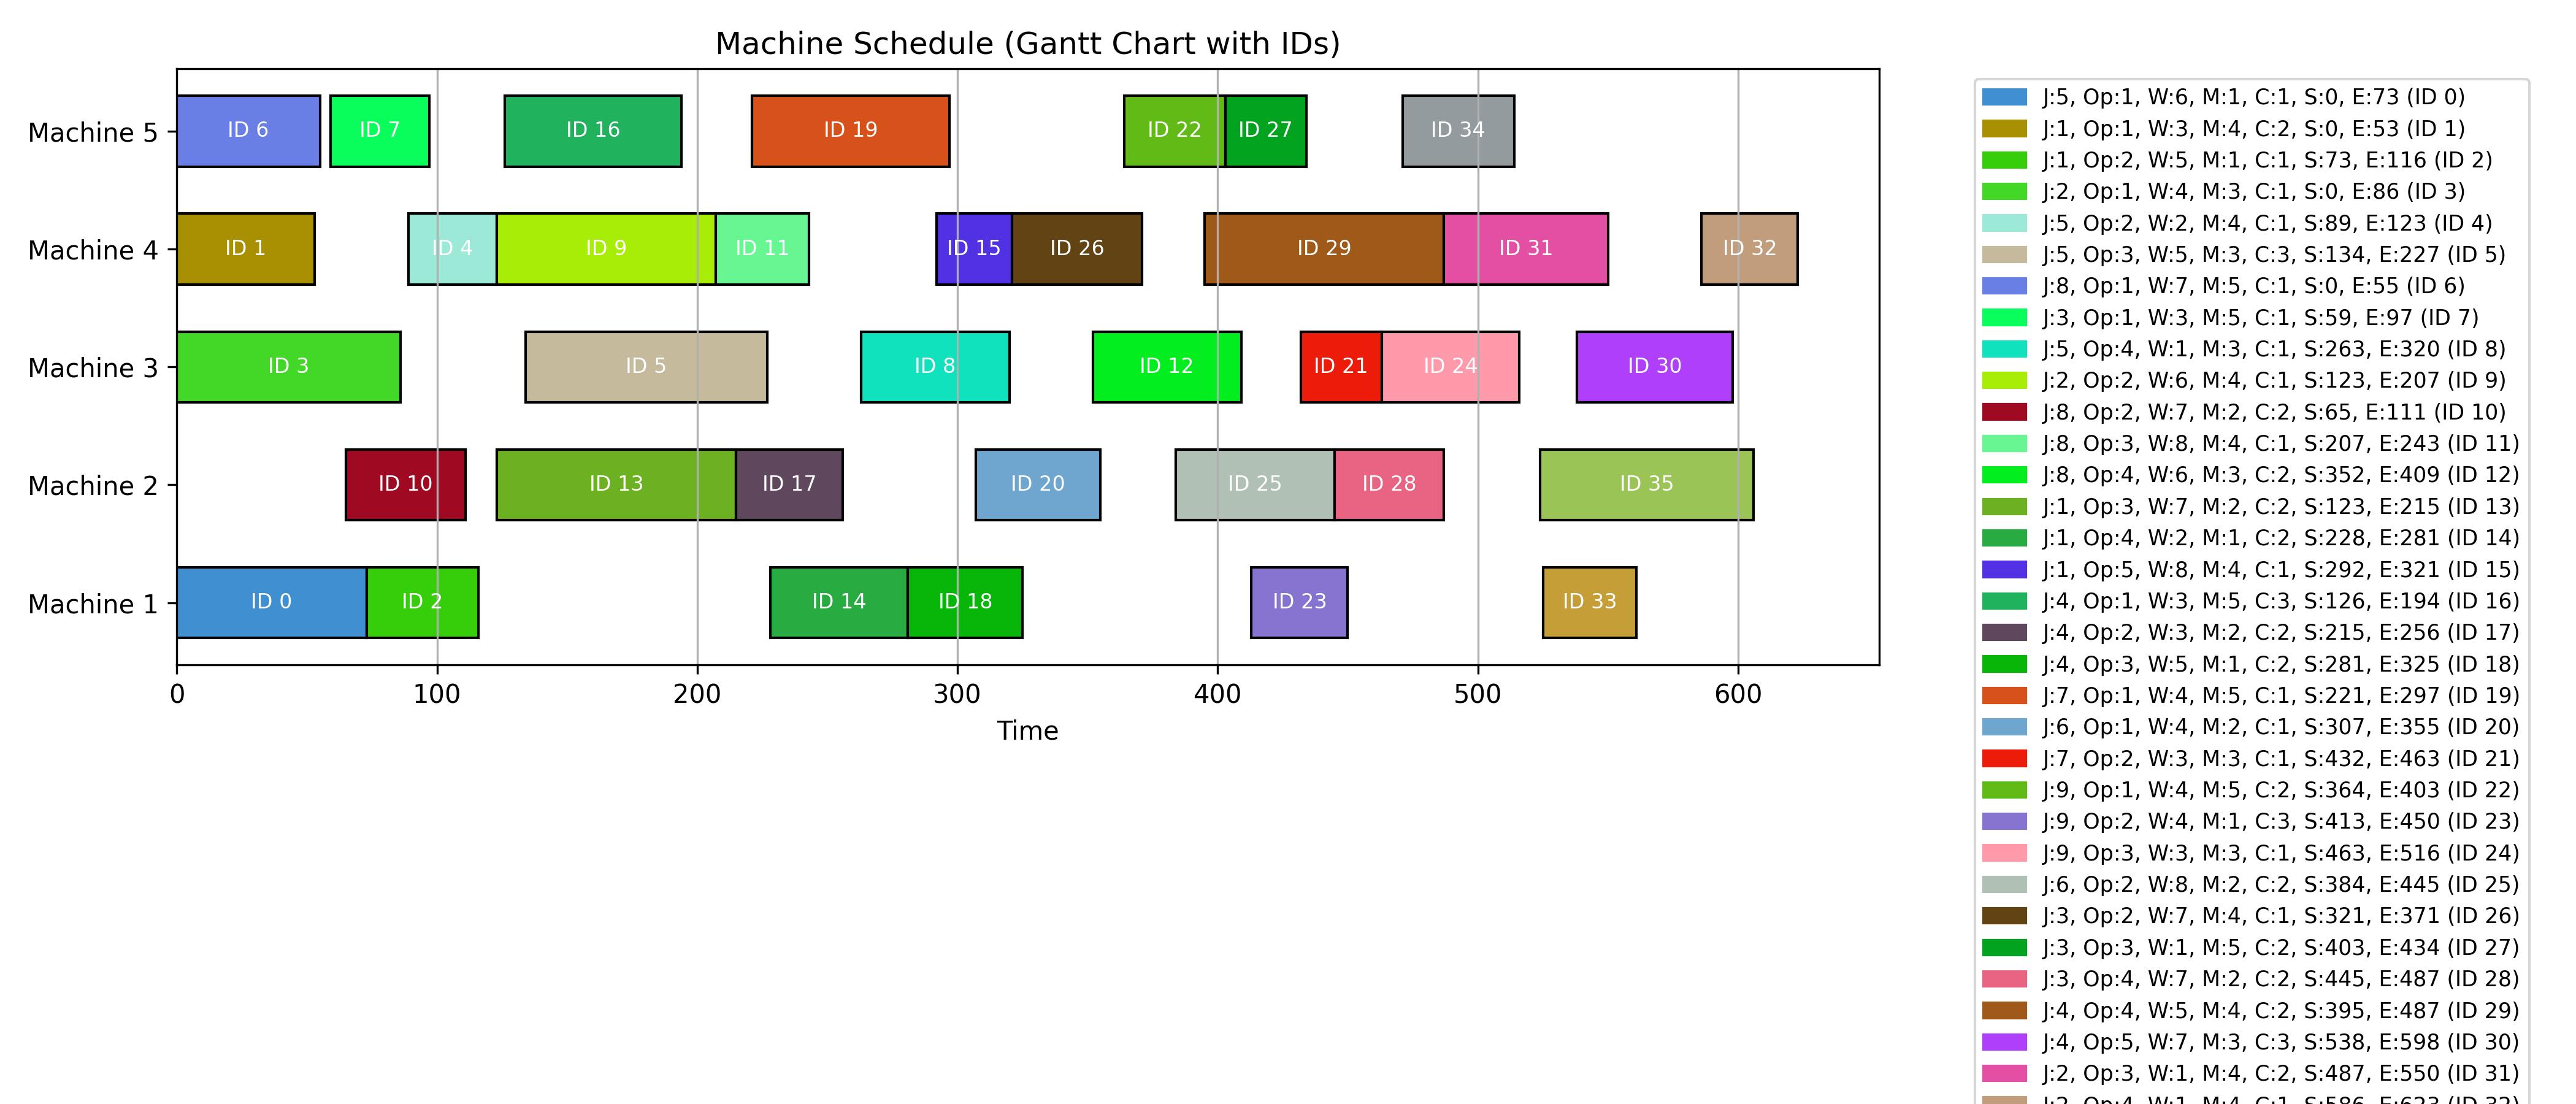 Machine Schedule (Gantt Chart with IDs)
Machine 5
ID 6
ID 7
ID 16
ID 19
ID 22
ID 27
ID 34
Machine 4
ID 1
ID 4
ID 9
ID 11
ID 15
ID 26
ID 29
ID 31
ID 32
Machine 3
ID 3
ID 5
ID 8
ID 12
ID 21
ID 24
ID 30
Machine 2
ID 10
ID 13
ID 17
ID 20
ID 25
ID 28
ID 35
Machine 1
ID 0
ID 2
ID 14
ID 18
ID 23
ID 33
0 100 200 300 400 500 600
Time
J:5, Op:1, W:6, M:1, C:1, S:0, E:73 (ID 0)
J:1, Op:1, W:3, M:4, C:2, S:0, E:53 (ID 1)
J:1, Op:2, W:5, M:1, C:1, S:73, E:116 (ID 2)
J:2, Op:1, W:4, M:3, C:1, S:0, E:86 (ID 3)
J:5, Op:2, W:2, M:4, C:1, S:89, E:123 (ID 4)
J:5, Op:3, W:5, M:3, C:3, S:134, E:227 (ID 5)
J:8, Op:1, W:7, M:5, C:1, S:0, E:55 (ID 6)
J:3, Op:1, W:3, M:5, C:1, S:59, E:97 (ID 7)
J:5, Op:4, W:1, M:3, C:1, S:263, E:320 (ID 8)
J:2, Op:2, W:6, M:4, C:1, S:123, E:207 (ID 9)
J:8, Op:2, W:7, M:2, C:2, S:65, E:111 (ID 10)
J:8, Op:3, W:8, M:4, C:1, S:207, E:243 (ID 11)
J:8, Op:4, W:6, M:3, C:2, S:352, E:409 (ID 12)
J:1, Op:3, W:7, M:2, C:2, S:123, E:215 (ID 13)
J:1, Op:4, W:2, M:1, C:2, S:228, E:281 (ID 14)
J:1, Op:5, W:8, M:4, C:1, S:292, E:321 (ID 15)
J:4, Op:1, W:3, M:5, C:3, S:126, E:194 (ID 16)
J:4, Op:2, W:3, M:2, C:2, S:215, E:256 (ID 17)
J:4, Op:3, W:5, M:1, C:2, S:281, E:325 (ID 18)
J:7, Op:1, W:4, M:5, C:1, S:221, E:297 (ID 19)
J:6, Op:1, W:4, M:2, C:1, S:307, E:355 (ID 20)
J:7, Op:2, W:3, M:3, C:1, S:432, E:463 (ID 21)
J:9, Op:1, W:4, M:5, C:2, S:364, E:403 (ID 22)
J:9, Op:2, W:4, M:1, C:3, S:413, E:450 (ID 23)
J:9, Op:3, W:3, M:3, C:1, S:463, E:516 (ID 24)
J:6, Op:2, W:8, M:2, C:2, S:384, E:445 (ID 25)
J:3, Op:2, W:7, M:4, C:1, S:321, E:371 (ID 26)
J:3, Op:3, W:1, M:5, C:2, S:403, E:434 (ID 27)
J:3, Op:4, W:7, M:2, C:2, S:445, E:487 (ID 28)
J:4, Op:4, W:5, M:4, C:2, S:395, E:487 (ID 29)
J:4, Op:5, W:7, M:3, C:3, S:538, E:598 (ID 30)
J:2, Op:3, W:1, M:4, C:2, S:487, E:550 (ID 31)
J:2, Op:4, W:1, M:4, C:1, S:586, E:623 (ID 32)